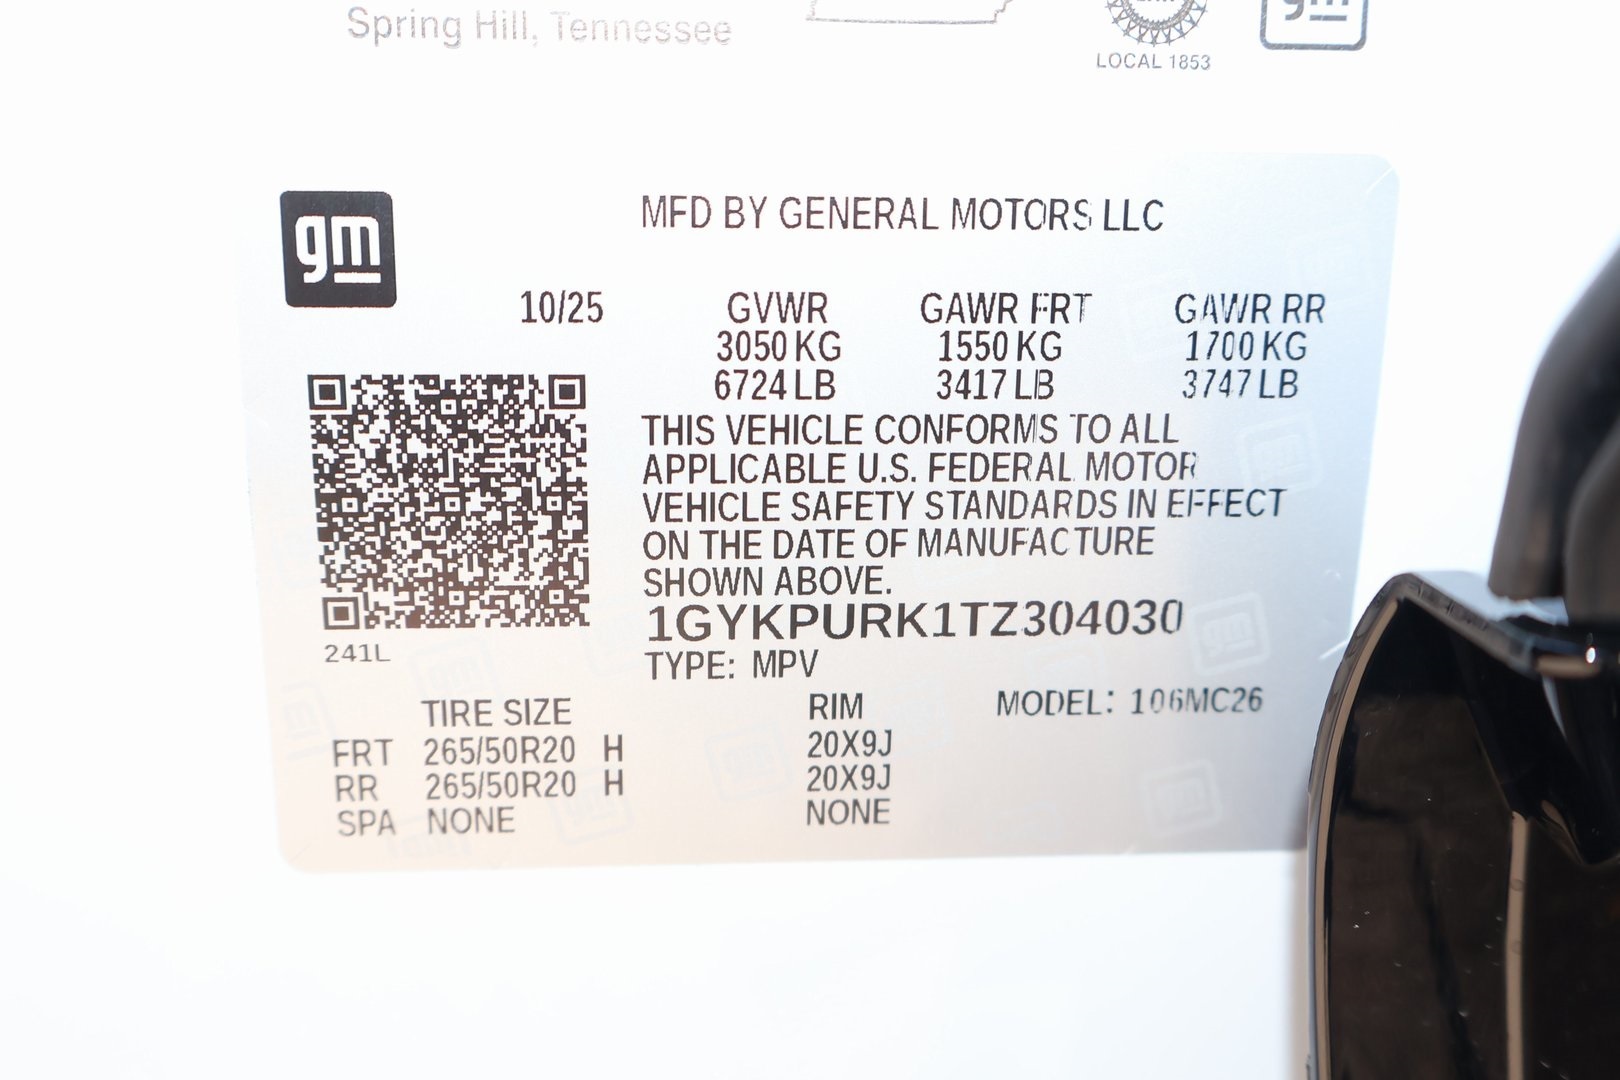 Spring Hill, Tennessee
LOCAL 1853
gm
MFD BY GENERAL MOTORS LLC
10/25 GVWR GAWR FRT GAWR RR
3050 KG 1550 KG 1700 KG
6724 LB 3417 LB 3747 LB
THIS VEHICLE CONFORMS TO ALL
APPLICABLE U.S. FEDERAL MOTOR
VEHICLE SAFETY STANDARDS IN EFFECT
ON THE DATE OF MANUFACTURE
SHOWN ABOVE.
1GYKPURK1TZ304030
241L
TYPE: MPV
TIRE SIZE RIM MODEL: 106MC26
FRT 265/50R20 H 20X9J
RR 265/50R20 H 20X9J
SPA NONE NONE